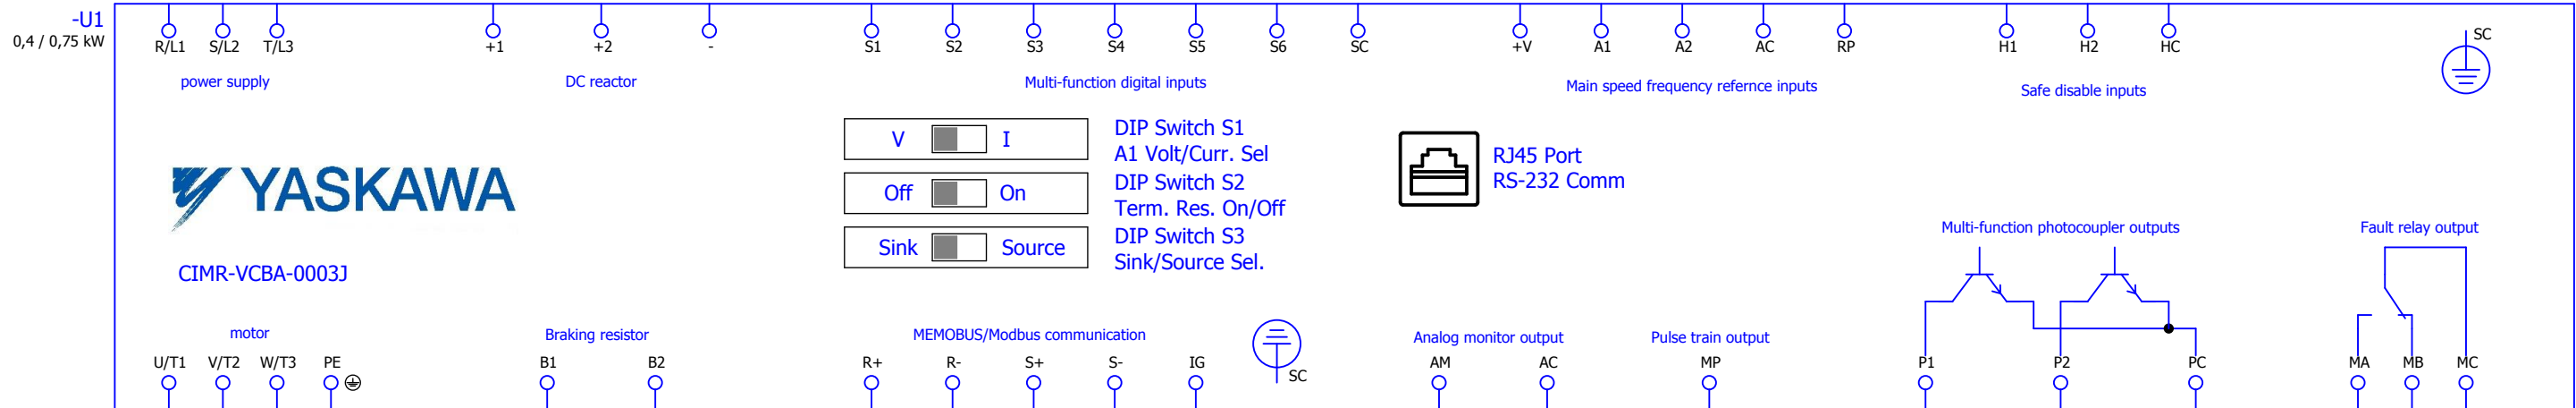 -U1
0,4 / 0,75 kW
R/L1 S/L2 T/L3 +1 +2 - S1 S2 S3 S4 S5 S6 SC +V A1 A2 AC RP H1 H2 HC SC
power supply DC reactor Multi-function digital inputs Main speed frequency refernce inputs Safe disable inputs
V I DIP Switch S1
A1 Volt/Curr. Sel
Off On DIP Switch S2
Term. Res. On/Off
Sink Source DIP Switch S3
Sink/Source Sel.
RJ45 Port
RS-232 Comm
YASKAWA
CIMR-VCBA-0003J
Multi-function photocoupler outputs Fault relay output
motor Braking resistor MEMOBUS/Modbus communication Analog monitor output Pulse train output
U/T1 V/T2 W/T3 PE B1 B2 R+ R- S+ S- IG SC AM AC MP P1 P2 PC MA MB MC